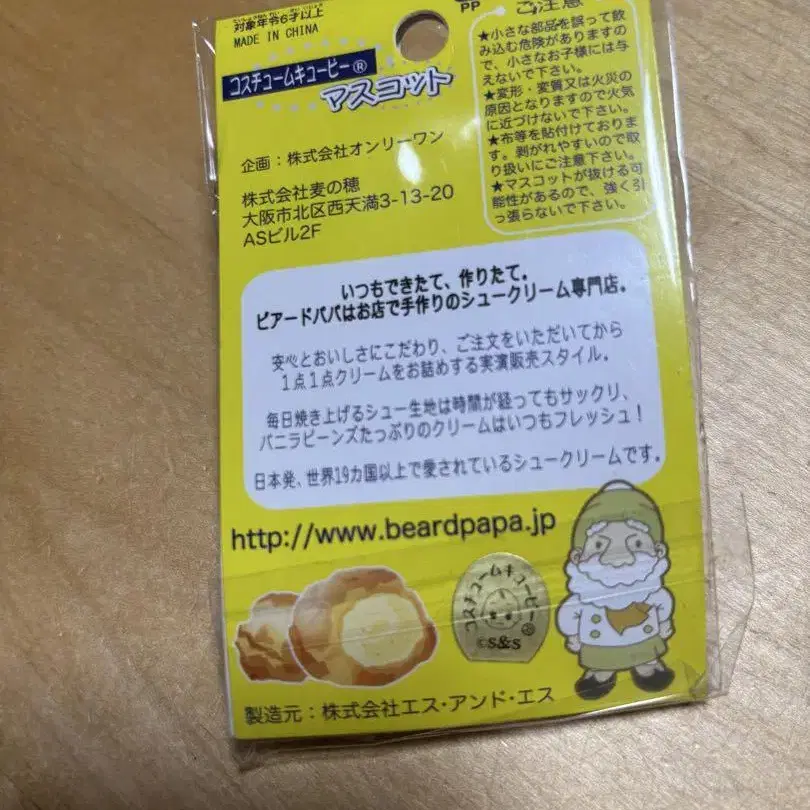 対象年令6才以上
MADE IN CHINA
コスチュームキューピー®
マスコット
企画：株式会社オンリーワン
株式会社麦の穂
大阪市北区西天満3-13-20
ASビル2F
PP
ご注意
★小さな部品を誤って飲
み込む危険がありますの
で、小さなお子様には与
えないで下さい。
★変形・変質又は火災の
原因となりますので火気
に近づけないで下さい。
★布等を貼付けておりま
す。剥がれやすいので取
り扱いにご注意下さい。
★マスコットが抜ける可
能性があるので、強く引
っ張らないで下さい。
いつもできたて、作りたて。
ビアードパパはお店で手作りのシュークリーム専門店。
安心とおいしさにこだわり、ご注文をいただいてから
1点1点クリームをお詰めする実演販売スタイル。
毎日焼き上げるシュー生地は時間が経ってもサックリ、
バニラビーンズたっぷりのクリームはいつもフレッシュ！
日本発、世界19カ国以上で愛されているシュークリームです。
http://www.beardpapa.jp
コスチュームキューピー®
©S&S
製造元：株式会社エス・アンド・エス